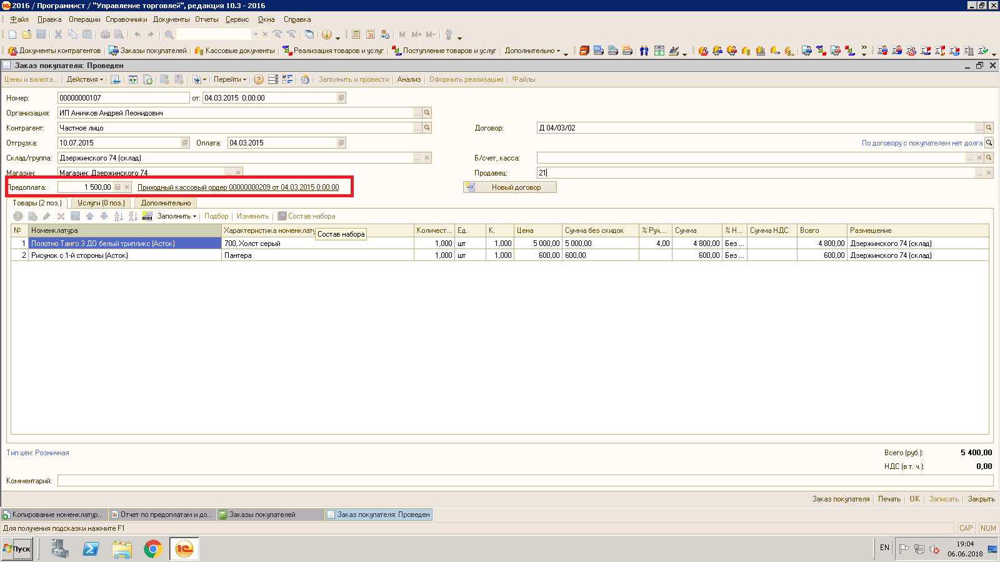 2016 / Программист / "Управление торговлей", редакция 10.3 - 2016
Файл Правка Операции Справочники Документы Отчеты Сервис Окна Справка
M M+ M-
Документы контрагентов Заказы покупателей Кассовые документы Реализация товаров и услуг Поступление товаров и услуг Дополнительно
Заказ покупателя: Проведен
Цены и валюта... Действия Перейти Заполнить и провести Анализ Оформить реализацию Файлы
Номер: 00000000107 от: 04.03.2015 0:00:00
Организация: ИП Аничков Андрей Леонидович
Контрагент: Частное лицо Договор: Д 04/03/02
Отгрузка: 10.07.2015 Оплата: 04.03.2015 По договору с покупателем нет долга
Склад/группа: Дзержинского 74 (склад) Б/счет, касса:
Магазин: Магазин: Дзержинского 74 Продавец: 21
Предоплата: 1 500,00 Приходный кассовый ордер 00000000209 от 04.03.2015 0:00:00 Новый договор
Товары (2 поз.) Услуги (0 поз.) Дополнительно
Заполнить Подбор Изменить Состав набора
№ Номенклатура Характеристика номенклату Количест... Ед. К. Цена Сумма без скидок % Руч.... Сумма % Н... Сумма НДС Всего Размещение
Состав набора
1 Полотно Танго 3 ДО белый трипликс (Асток) 700, Холст серый 1,000 шт 1,000 5 000,00 5 000,00 4,00 4 800,00 Без ... 4 800,00 Дзержинского 74 (склад)
2 Рисунок с 1-й стороны (Асток) Пантера 1,000 шт 1,000 600,00 600,00 600,00 Без ... 600,00 Дзержинского 74 (склад)
Тип цен: Розничная Всего (руб.): 5 400,00
НДС (в т. ч.): 0,00
Комментарий:
Заказ покупателя Печать OK Записать Закрыть
Копирование номенклатур... Отчет по предоплатам и до... Заказы покупателей Заказ покупателя: Проведен
Для получения подсказки нажмите F1 CAP NUM
Пуск 1С EN 19:04
06.06.2018